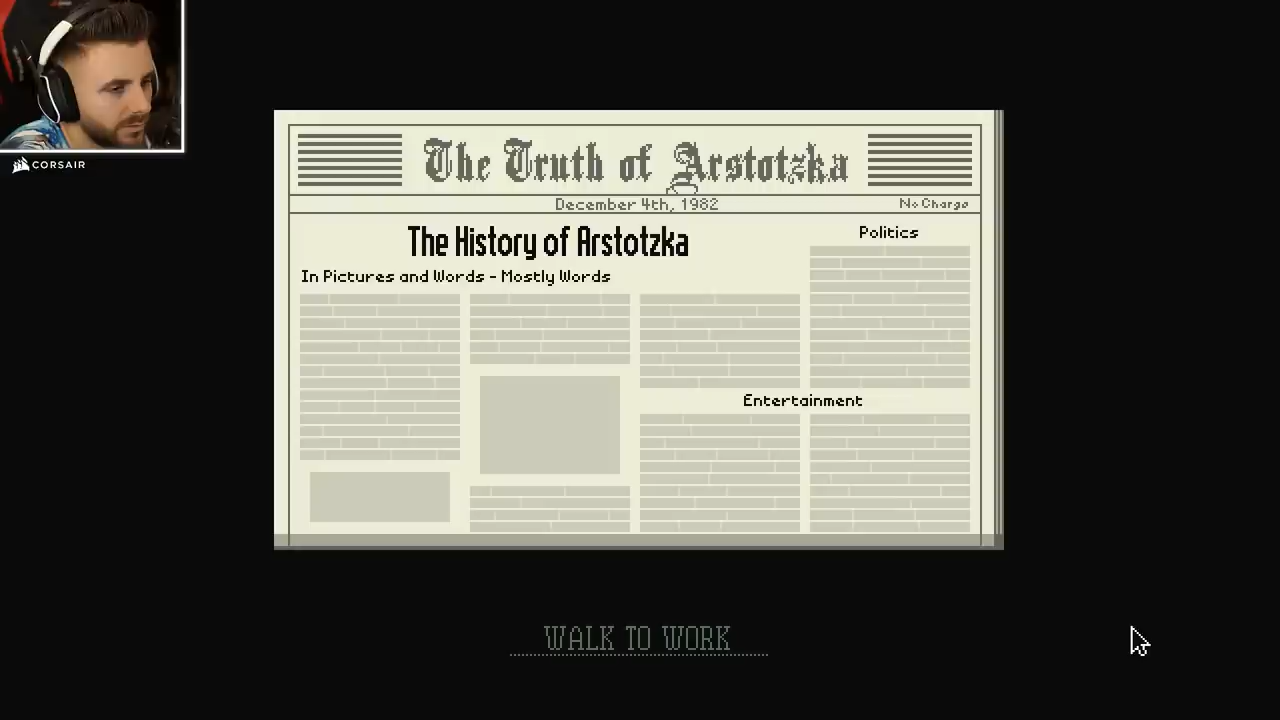 CORSAIR
The Truth of Arstotzka
December 4th, 1982
No Charge
The History of Arstotzka
In Pictures and Words - Mostly Words
Politics
Entertainment
WALK TO WORK